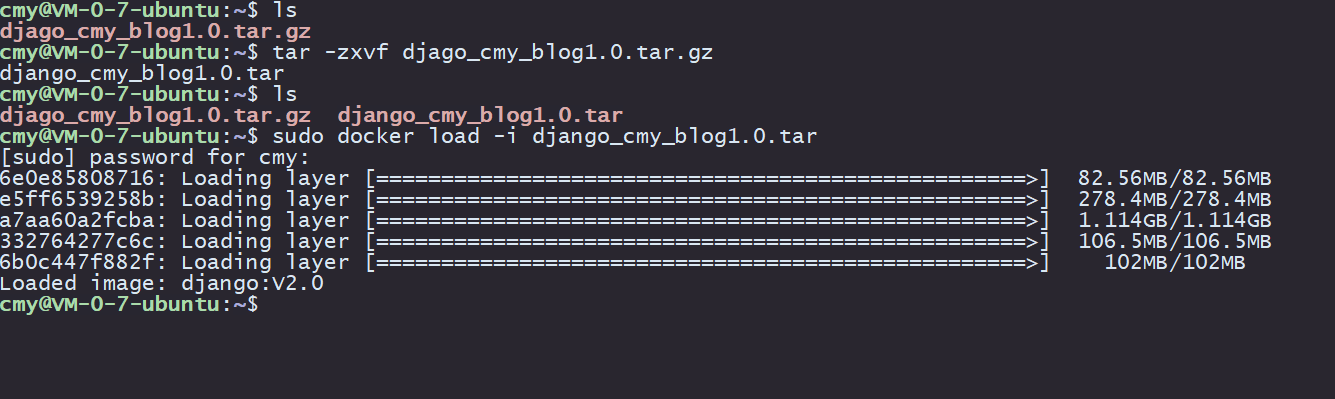 cmy@VM-0-7-ubuntu:~$ ls
djago_cmy_blog1.0.tar.gz
cmy@VM-0-7-ubuntu:~$ tar -zxvf djago_cmy_blog1.0.tar.gz
django_cmy_blog1.0.tar
cmy@VM-0-7-ubuntu:~$ ls
djago_cmy_blog1.0.tar.gz  django_cmy_blog1.0.tar
cmy@VM-0-7-ubuntu:~$ sudo docker load -i django_cmy_blog1.0.tar
[sudo] password for cmy:
6e0e85808716: Loading layer [==================================================>]  82.56MB/82.56MB
e5ff6539258b: Loading layer [==================================================>]  278.4MB/278.4MB
a7aa60a2fcba: Loading layer [==================================================>]  1.114GB/1.114GB
332764277c6c: Loading layer [==================================================>]  106.5MB/106.5MB
6b0c447f882f: Loading layer [==================================================>]    102MB/102MB
Loaded image: django:V2.0
cmy@VM-0-7-ubuntu:~$